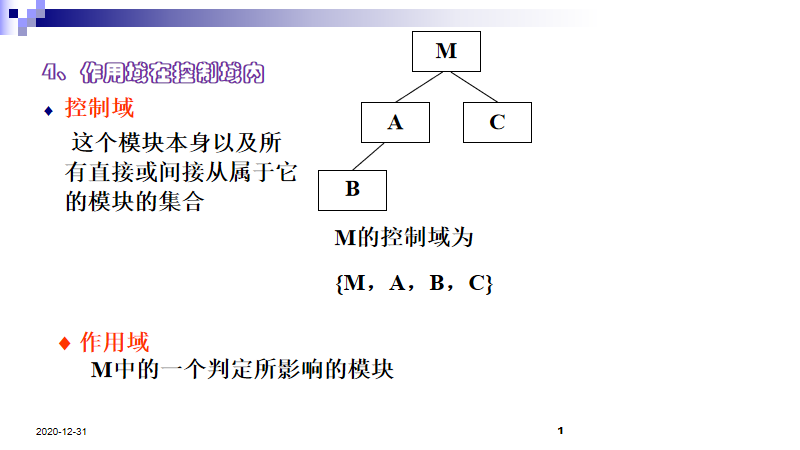 4、作用域在控制域内
控制域
这个模块本身以及所
有直接或间接从属于它
的模块的集合
M
A
C
B
M的控制域为
{M，A，B，C}
作用域
M中的一个判定所影响的模块
2020-12-31
1